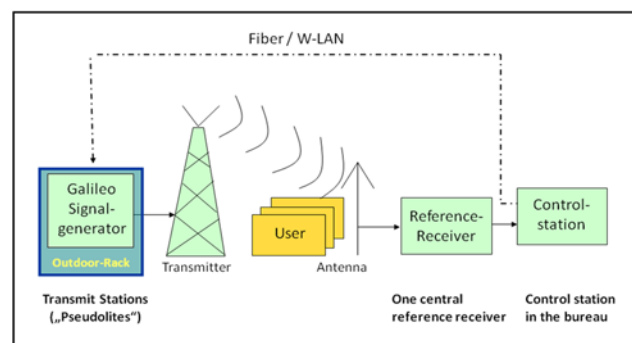 Fiber / W-LAN
Galileo
Signal-
generator
Outdoor-Rack
Transmitter
User
Antenna
Reference-
Receiver
Control-
station
Transmit Stations
(„Pseudolites“)
One central
reference receiver
Control station
in the bureau